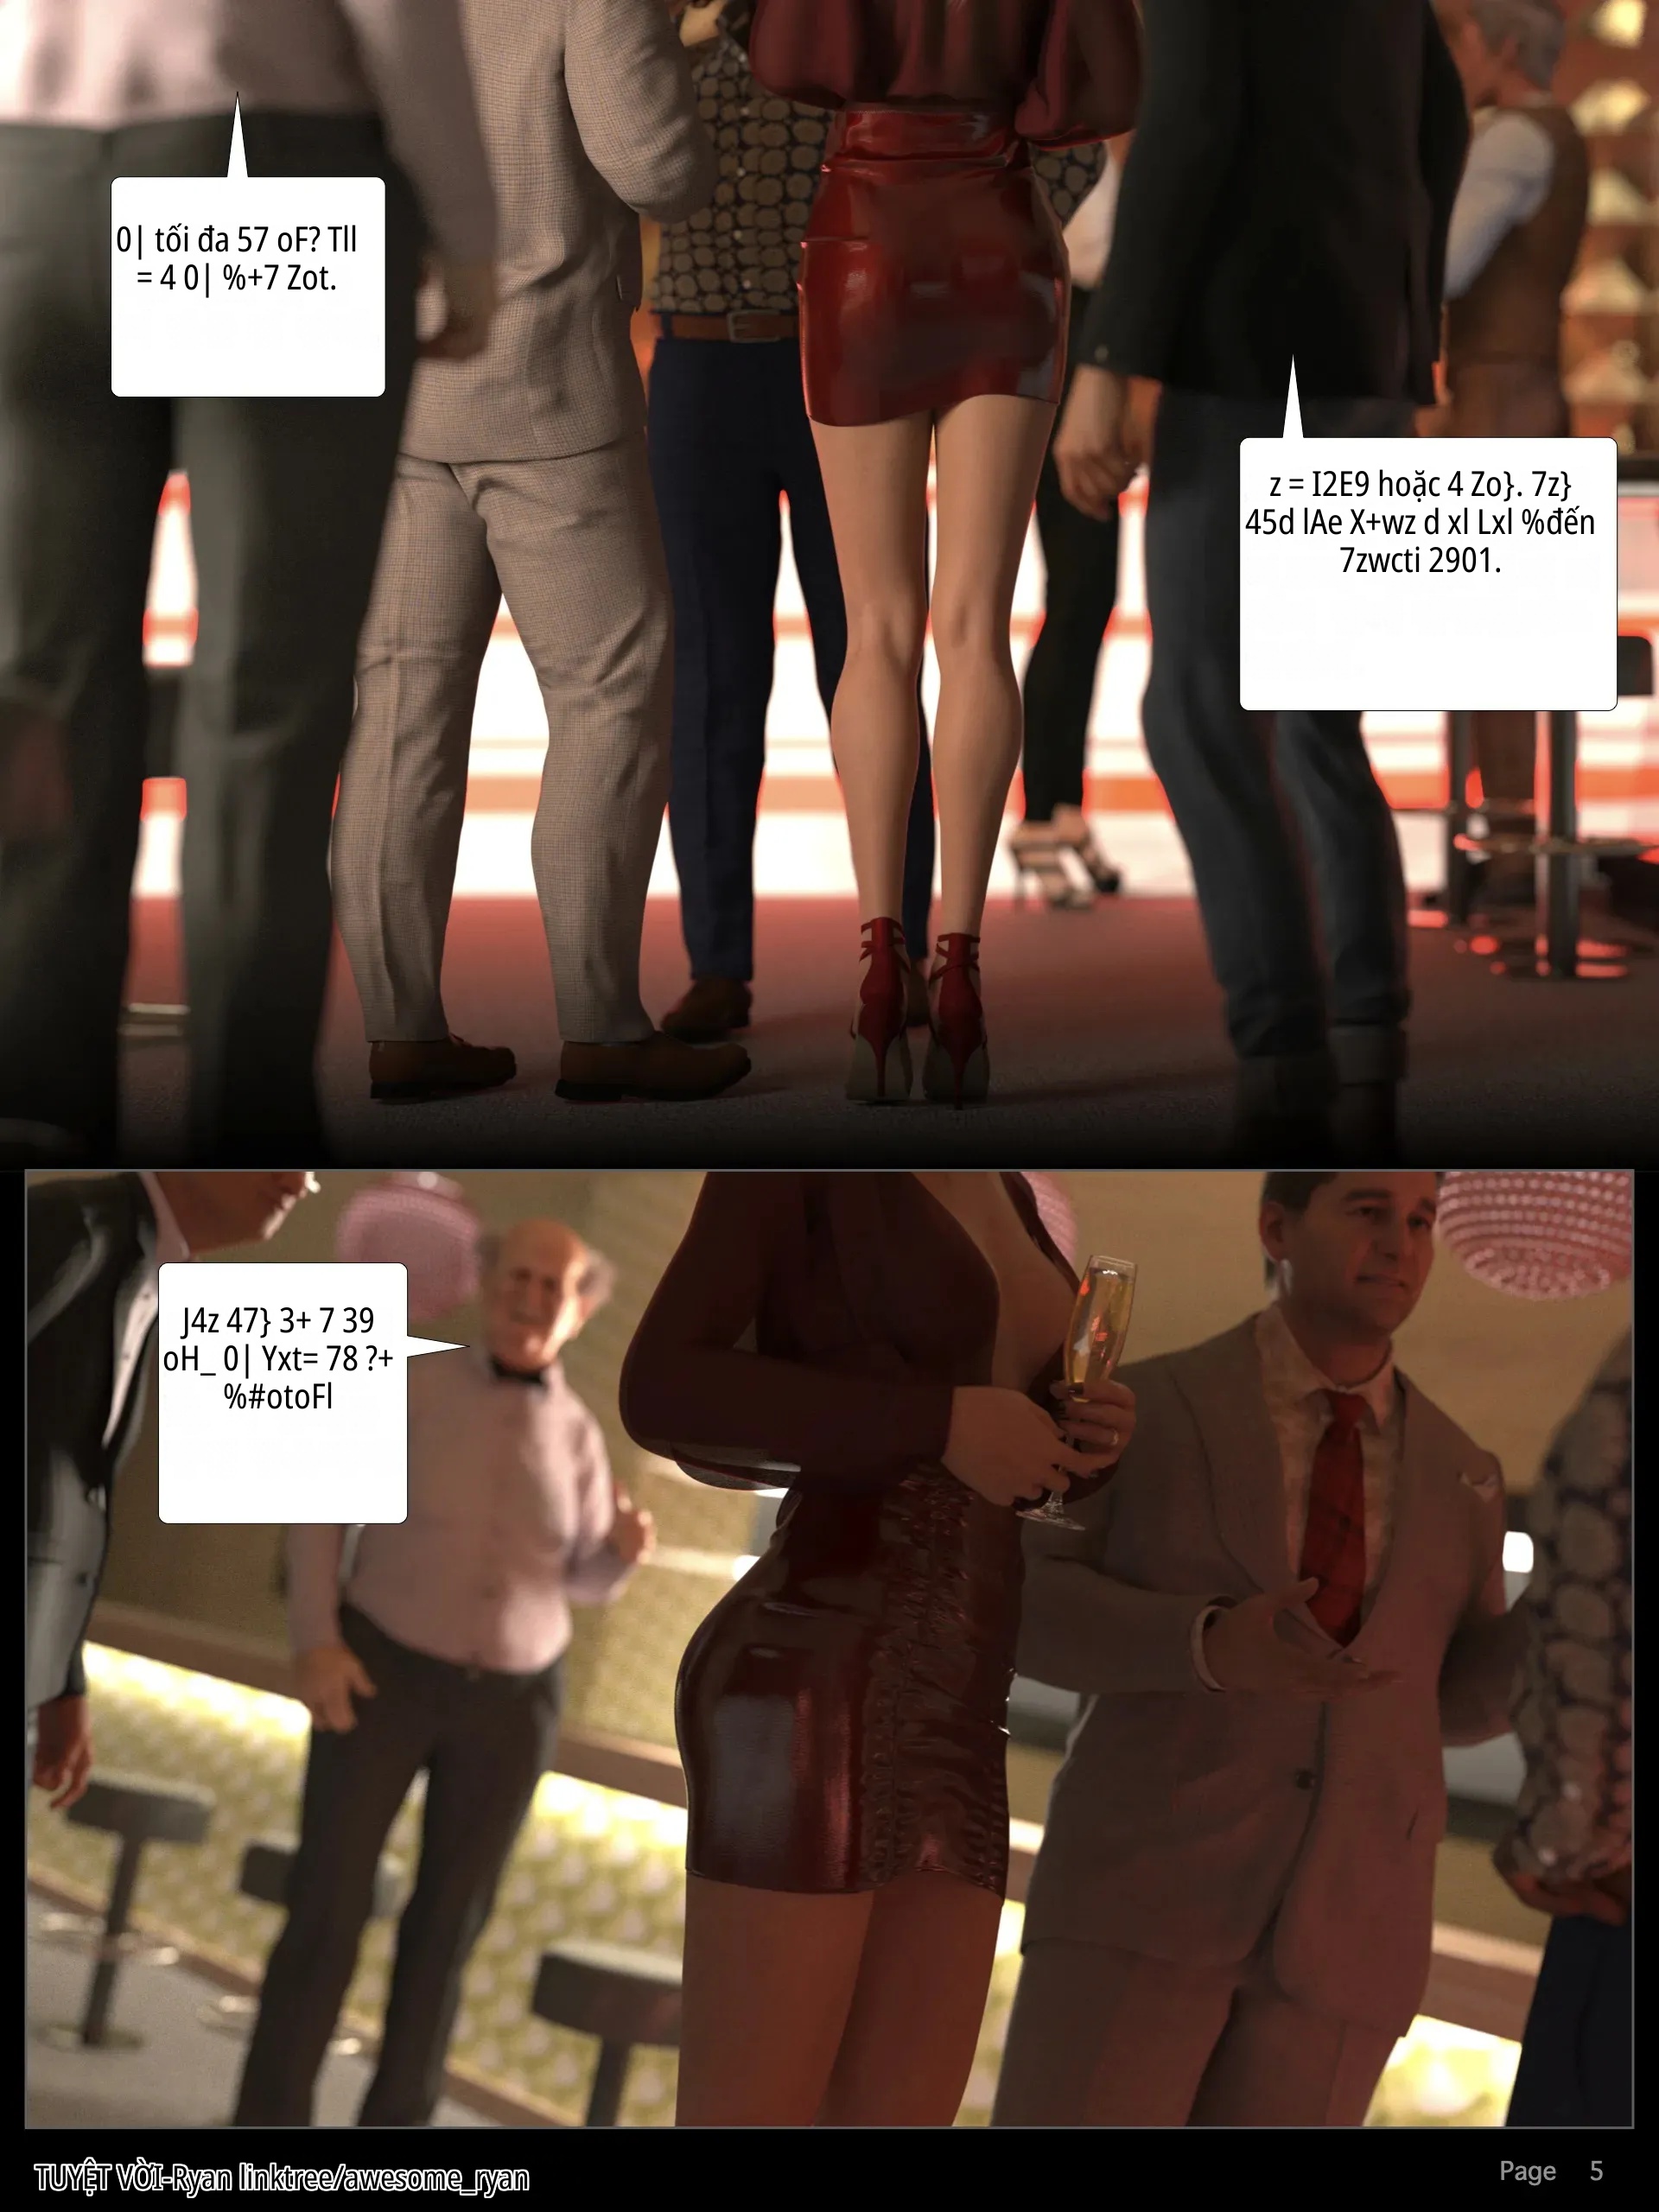 0| tối đa 57 oF? Tll
= 4 0| %+7 Zot.
z = I2E9 hoặc 4 Zo}. 7z}
45d lAe X+wz d xl Lxl %đến
7zwcti 2901.
J4z 47} 3+ 7 39
oH_ 0| Yxt= 78 ?+
%#otoFl
TUYỆT VỜI-Ryan linktree/awesome_ryan
Page 5